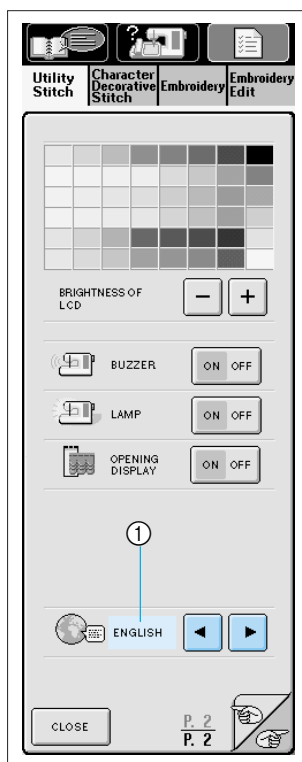 Utility Stitch
Character Decorative Stitch
Embroidery
Embroidery Edit
BRIGHTNESS OF LCD
− +
BUZZER ON OFF
LAMP ON OFF
OPENING DISPLAY ON OFF
①
ENGLISH
CLOSE
P. 2
P. 2